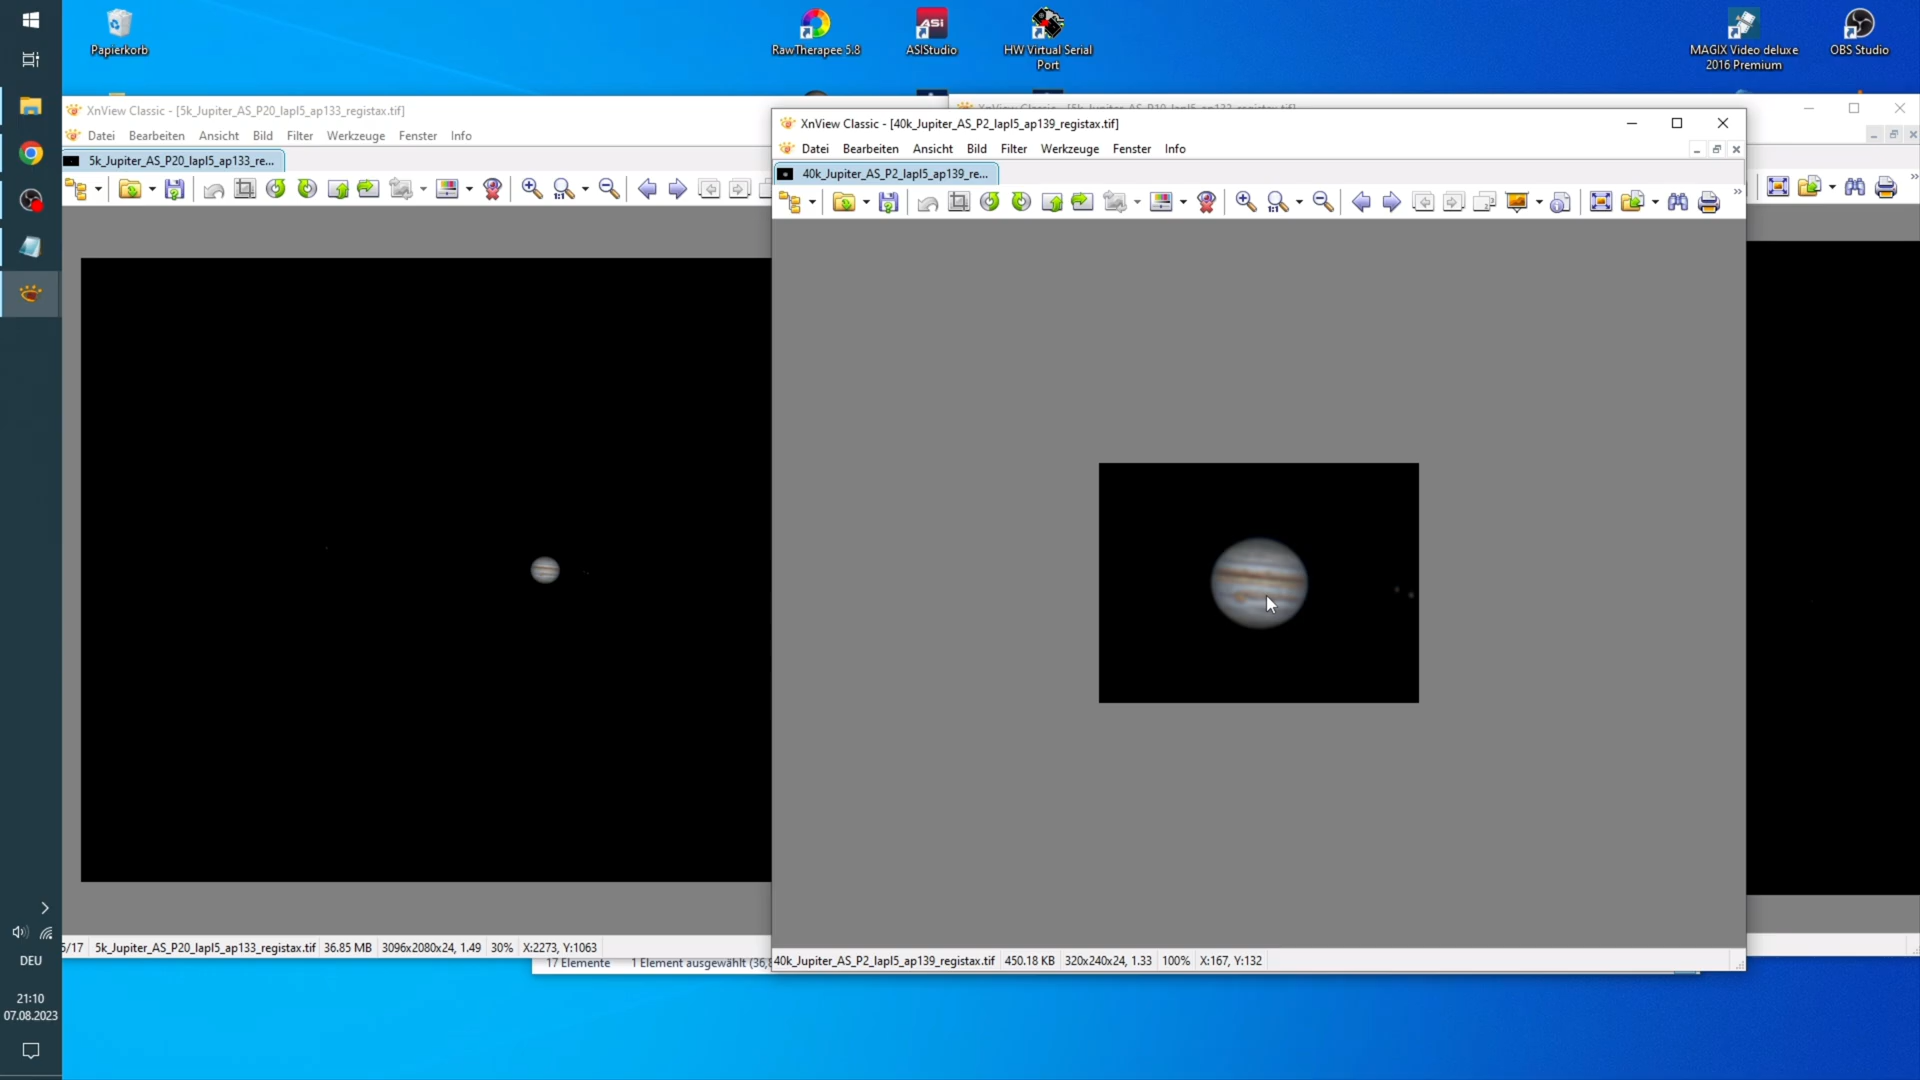 Papierkorb
RawTherapee 5.8
ASIStudio
HW Virtual Serial
Port
MAGIX Video deluxe
2016 Premium
OBS Studio
XnView Classic - [5k_Jupiter_AS_P20_lapl5_ap133_registax.tif]
Datei Bearbeiten Ansicht Bild Filter Werkzeuge Fenster Info
5k_Jupiter_AS_P20_lapl5_ap133_re...
XnView Classic - [40k_Jupiter_AS_P2_lapl5_ap139_registax.tif]
Datei Bearbeiten Ansicht Bild Filter Werkzeuge Fenster Info
40k_Jupiter_AS_P2_lapl5_ap139_re...
/17 5k_Jupiter_AS_P20_lapl5_ap133_registax.tif 36.85 MB 3096x2080x24, 1.49 30% X:2273, Y:1063
17 Elemente 1 Element ausgewählt (36,
40k_Jupiter_AS_P2_lapl5_ap139_registax.tif 450.18 KB 320x240x24, 1.33 100% X:167, Y:132
DEU
21:10
07.08.2023